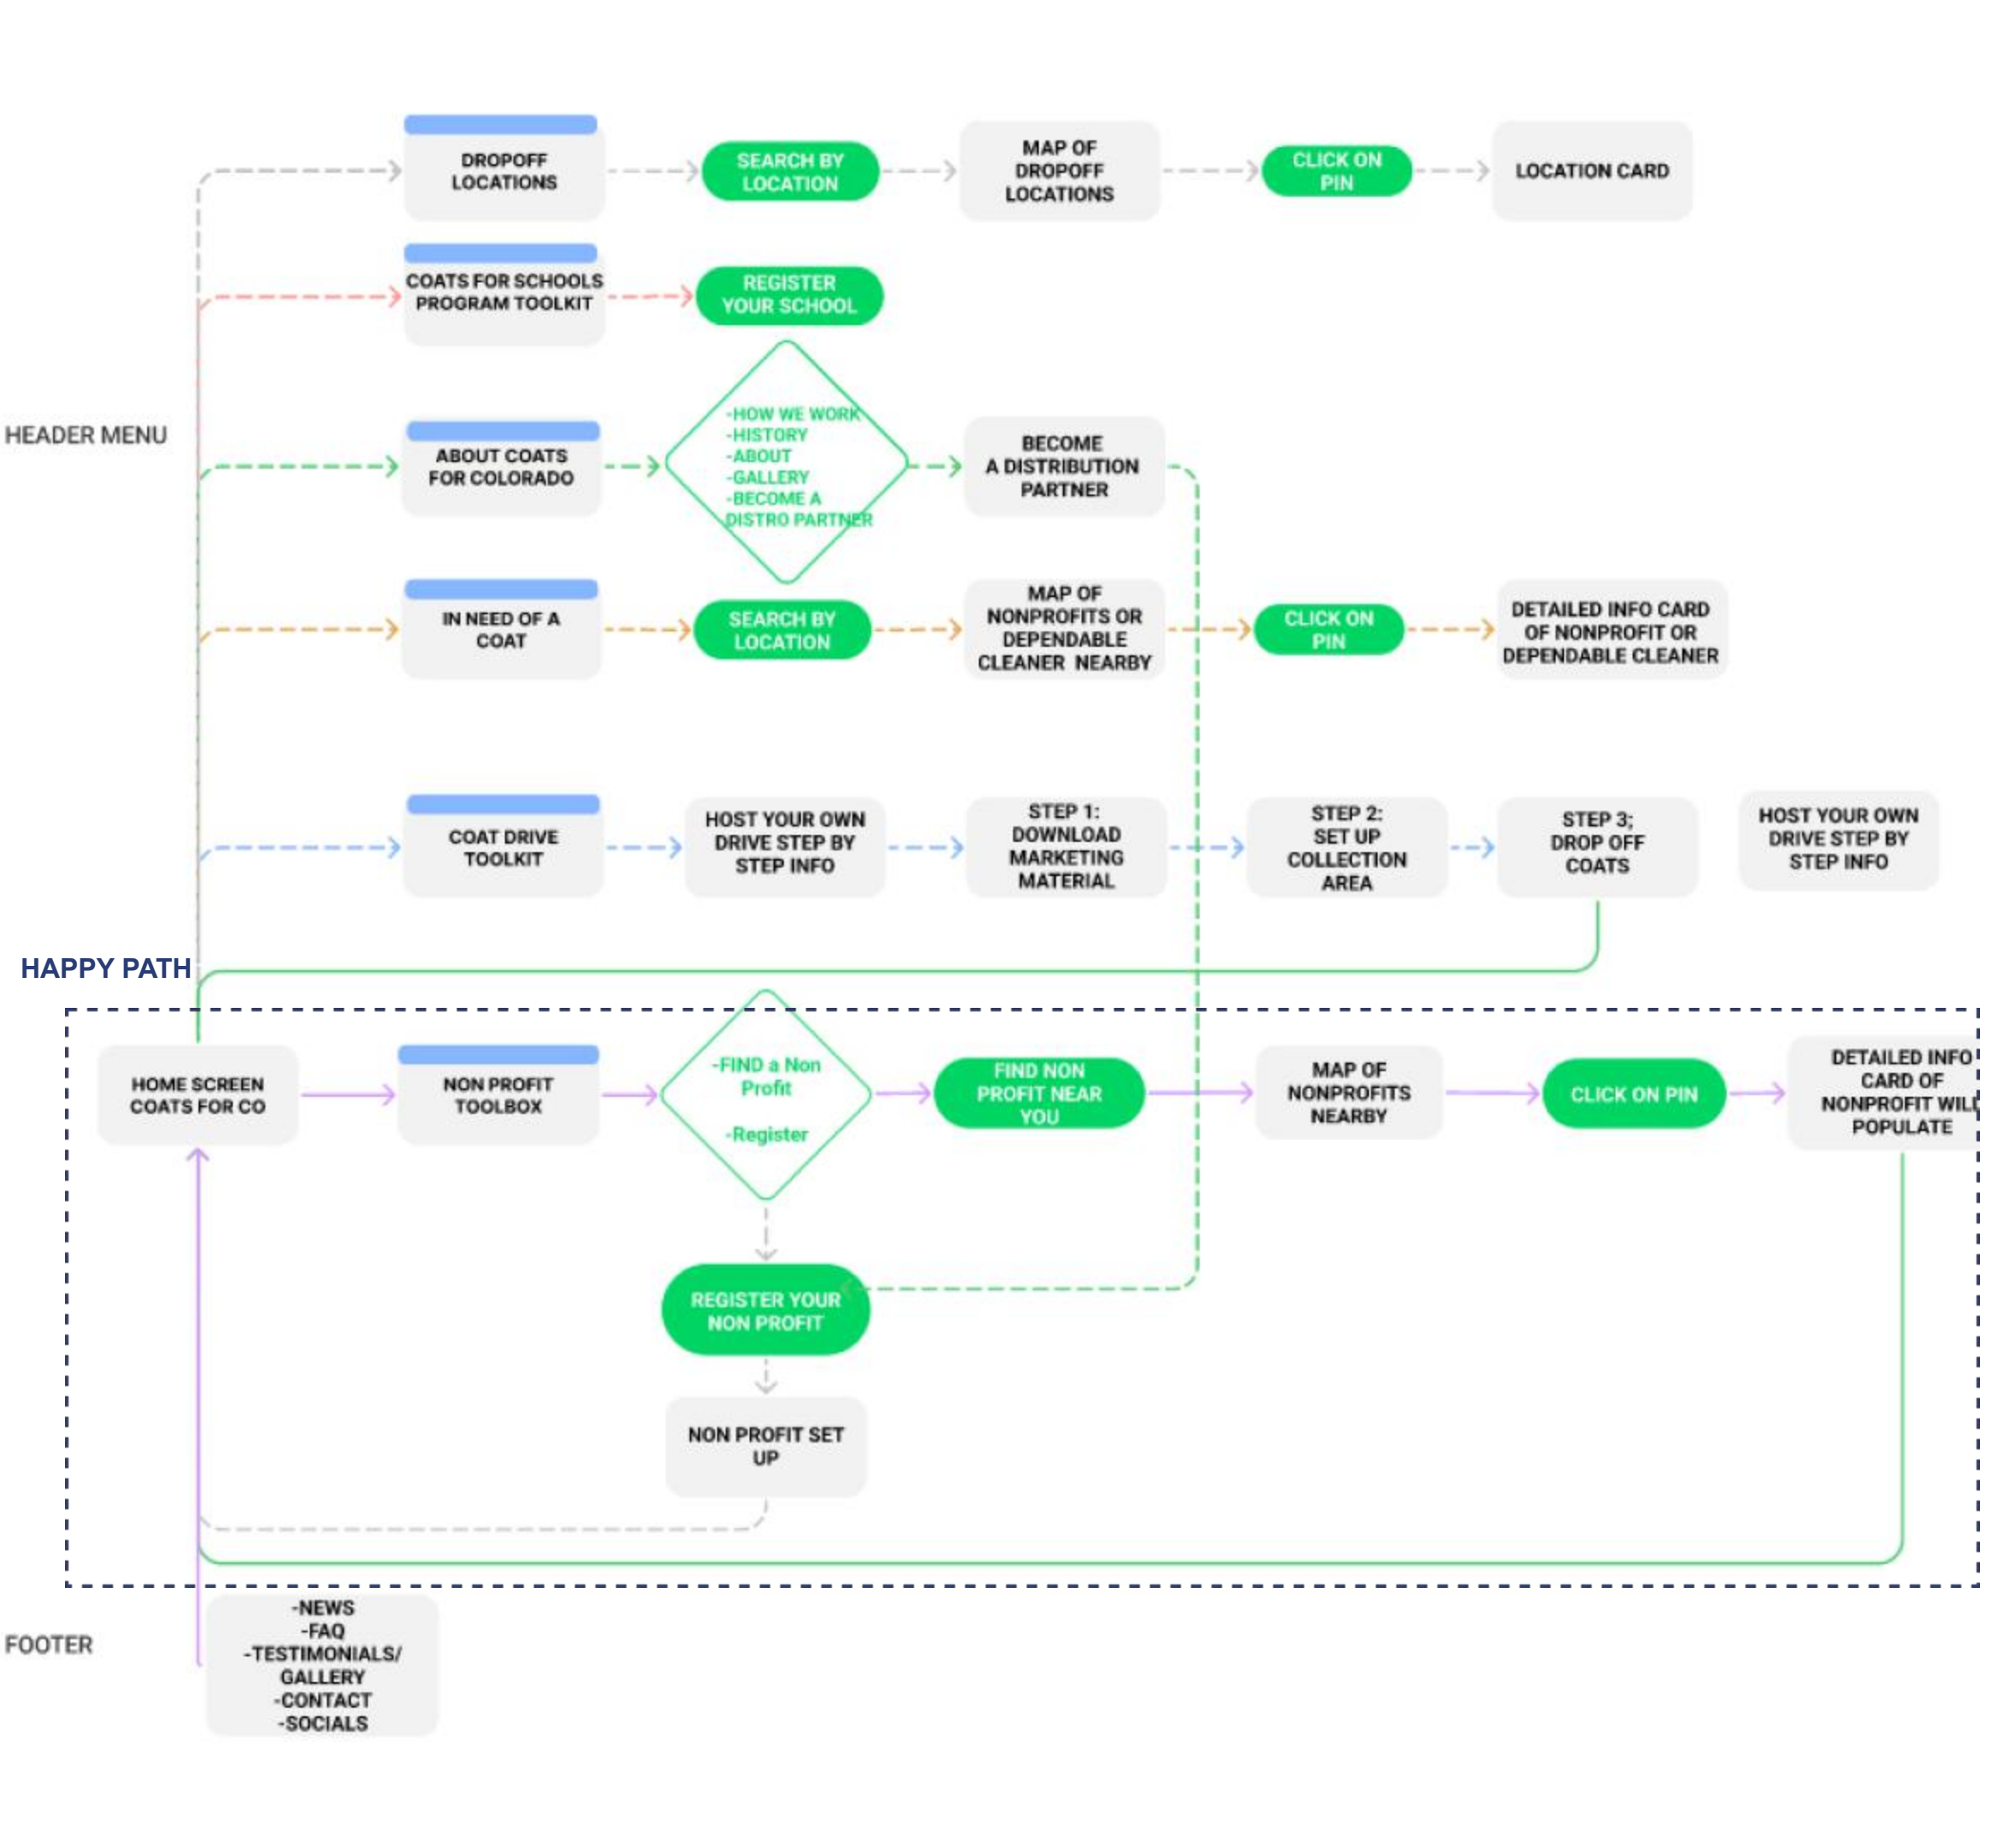 DROPOFF
LOCATIONS
SEARCH BY
LOCATION
MAP OF
DROPOFF
LOCATIONS
CLICK ON
PIN
LOCATION CARD
COATS FOR SCHOOLS
PROGRAM TOOLKIT
REGISTER
YOUR SCHOOL
HEADER MENU
ABOUT COATS
FOR COLORADO
-HOW WE WORK
-HISTORY
-ABOUT
-GALLERY
-BECOME A
DISTRO PARTNER
BECOME
A DISTRIBUTION
PARTNER
IN NEED OF A
COAT
SEARCH BY
LOCATION
MAP OF
NONPROFITS OR
DEPENDABLE
CLEANER NEARBY
CLICK ON
PIN
DETAILED INFO CARD
OF NONPROFIT OR
DEPENDABLE CLEANER
COAT DRIVE
TOOLKIT
HOST YOUR OWN
DRIVE STEP BY
STEP INFO
STEP 1:
DOWNLOAD
MARKETING
MATERIAL
STEP 2:
SET UP
COLLECTION
AREA
STEP 3;
DROP OFF
COATS
HOST YOUR OWN
DRIVE STEP BY
STEP INFO
HAPPY PATH
HOME SCREEN
COATS FOR CO
NON PROFIT
TOOLBOX
-FIND a Non
Profit
-Register
FIND NON
PROFIT NEAR
YOU
MAP OF
NONPROFITS
NEARBY
CLICK ON PIN
DETAILED INFO
CARD OF
NONPROFIT WILL
POPULATE
REGISTER YOUR
NON PROFIT
NON PROFIT SET
UP
FOOTER
-NEWS
-FAQ
-TESTIMONIALS/
GALLERY
-CONTACT
-SOCIALS